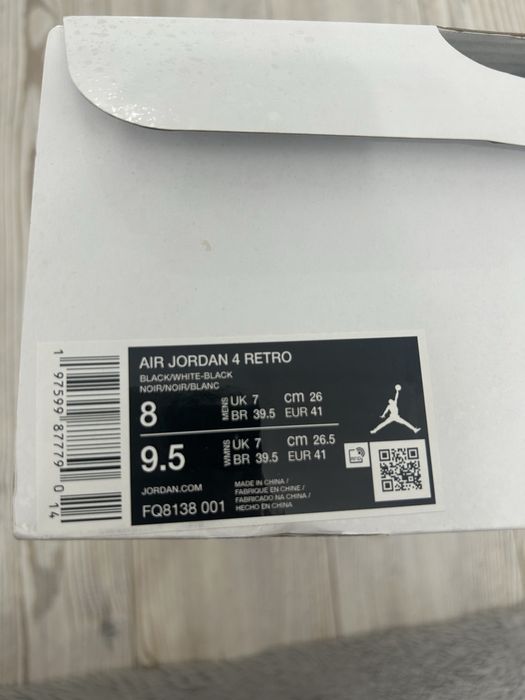 AIR JORDAN 4 RETRO
BLACK/WHITE-BLACK
NOIR/NOIR/BLANC
8 MENS UK 7 cm 26
BR 39.5 EUR 41
9.5 WMNS UK 7 cm 26.5
BR 39.5 EUR 41
JORDAN.COM
FQ8138 001
MADE IN CHINA /
FABRIQUE EN CHINE /
FABRICADO NA CHINA /
HECHO EN CHINA
RFID
1 97599 87779 0 14